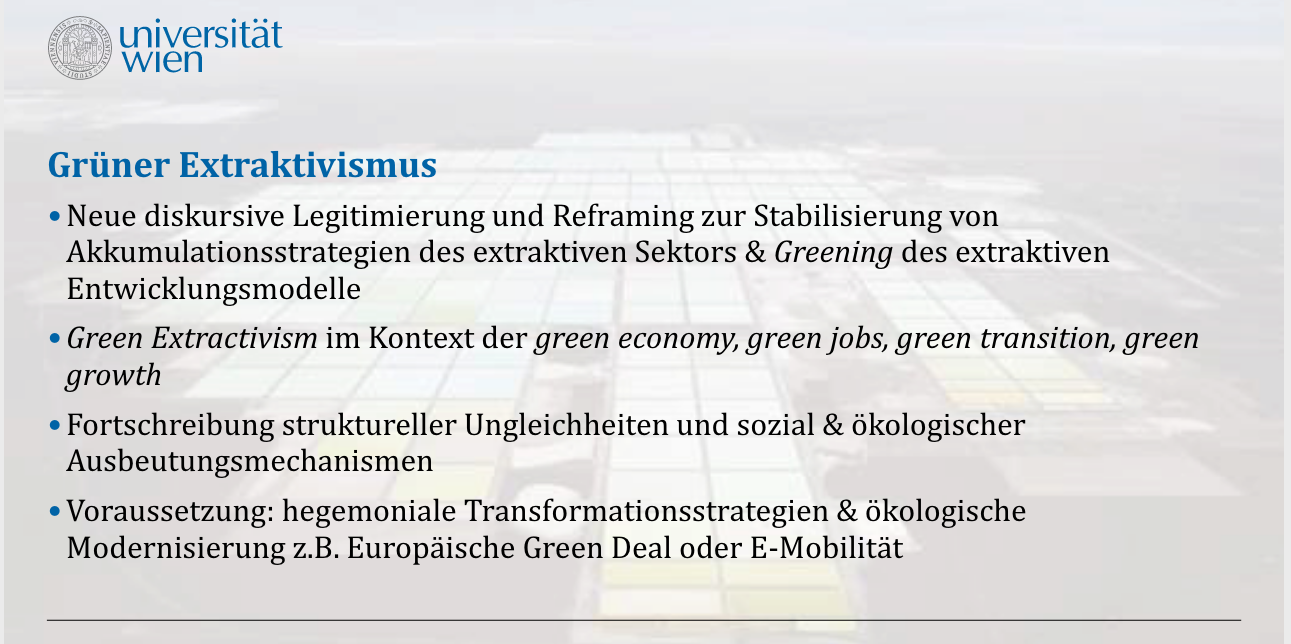 universität
wien
Grüner Extraktivismus
• Neue diskursive Legitimierung und Reframing zur Stabilisierung von
Akkumulationsstrategien des extraktiven Sektors & Greening des extraktiven
Entwicklungsmodelle
• Green Extractivism im Kontext der green economy, green jobs, green transition, green
growth
• Fortschreibung struktureller Ungleichheiten und sozial & ökologischer
Ausbeutungsmechanismen
• Voraussetzung: hegemoniale Transformationsstrategien & ökologische
Modernisierung z.B. Europäische Green Deal oder E-Mobilität